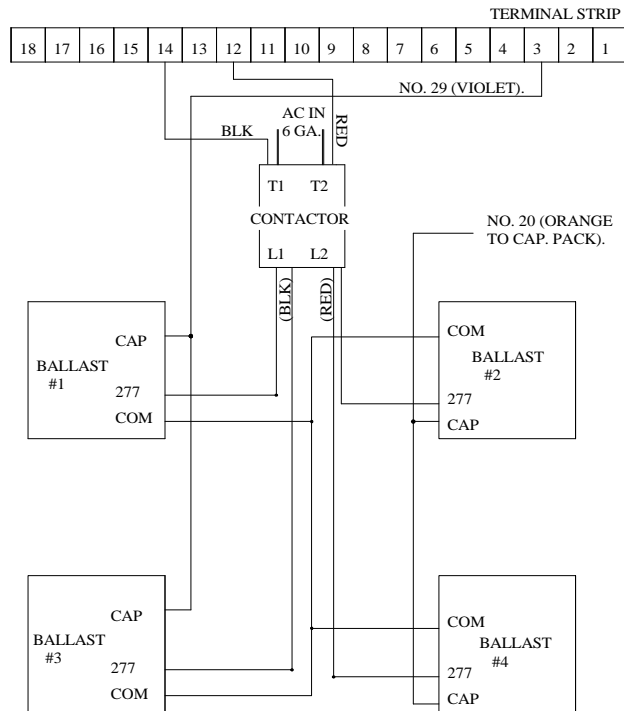 TERMINAL STRIP
18 17 16 15 14 13 12 11 10 9 8 7 6 5 4 3 2 1
NO. 29 (VIOLET).
AC IN
6 GA.
BLK
RED
T1 T2
CONTACTOR
L1 L2
NO. 20 (ORANGE
TO CAP. PACK).
(BLK)
(RED)
CAP
BALLAST
#1
277
COM
COM
BALLAST
#2
277
CAP
CAP
BALLAST
#3
277
COM
COM
BALLAST
#4
277
CAP